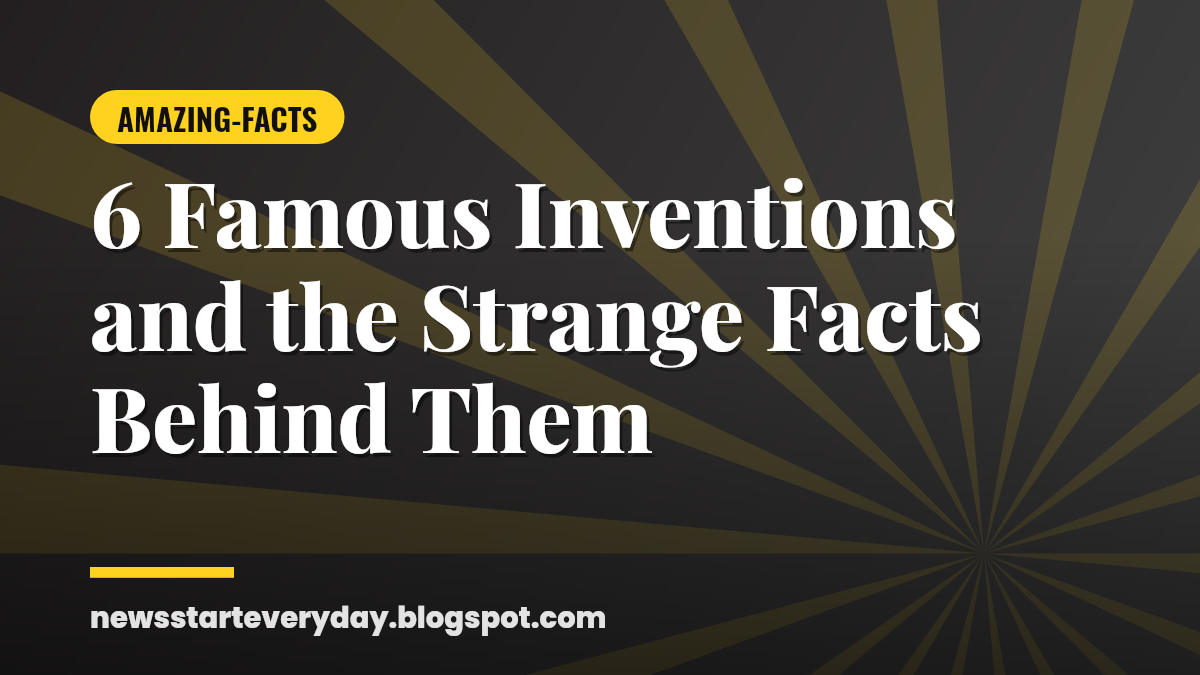 AMAZING-FACTS
6 Famous Inventions
and the Strange Facts
Behind Them
newsstarteveryday.blogspot.com